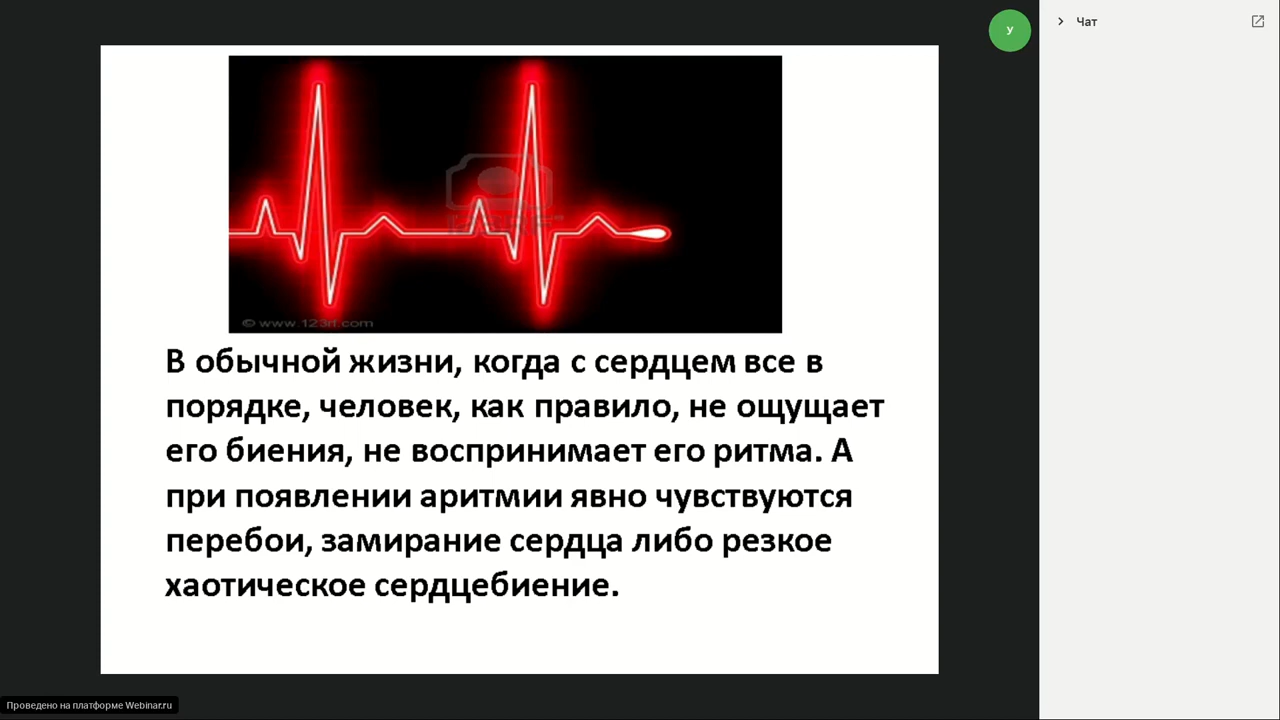 У
Чат
© www.123rf.com
В обычной жизни, когда с сердцем все в
порядке, человек, как правило, не ощущает
его биения, не воспринимает его ритма. А
при появлении аритмии явно чувствуются
перебои, замирание сердца либо резкое
хаотическое сердцебиение.
Проведено на платформе Webinar.ru